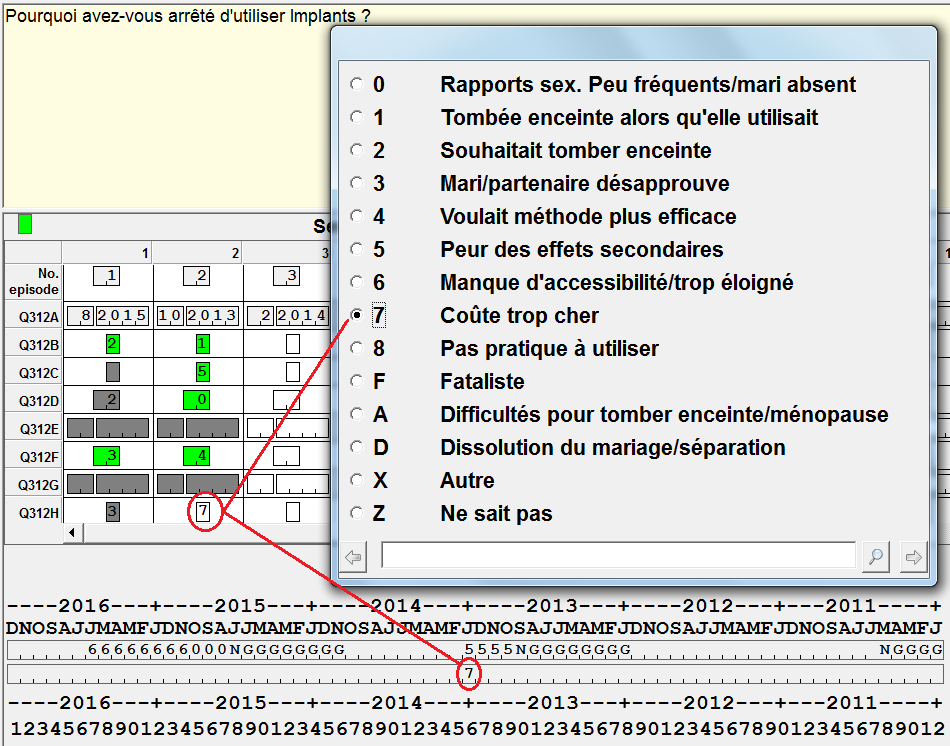 Pourquoi avez-vous arrêté d'utiliser Implants ?
0 Rapports sex. Peu fréquents/mari absent
1 Tombée enceinte alors qu'elle utilisait
2 Souhaitait tomber enceinte
3 Mari/partenaire désapprouve
4 Voulait méthode plus efficace
5 Peur des effets secondaires
6 Manque d'accessibilité/trop éloigné
7 Coûte trop cher
8 Pas pratique à utiliser
F Fataliste
A Difficultés pour tomber enceinte/ménopause
D Dissolution du mariage/séparation
X Autre
Z Ne sait pas
1 2 3
No. episode 1 2 3
Q312A 8 2015 10 2013 2 2014
Q312B 2 1
Q312C 5
Q312D 2 0
Q312E
Q312F 3 4
Q312G
Q312H 3 7
----2016---+----2015---+----2014---+----2013---+----2012---+----2011---+
DNOSAJJMAMFJDNOSAJJMAMFJDNOSAJJMAMFJDNOSAJJMAMFJDNOSAJJMAMFJDNOSAJJMAMFJ
6666666000NGGGGGGGG 5555NGGGGGGGG NGGGG
7
----2016---+----2015---+----2014---+----2013---+----2012---+----2011---+
123456789012345678901234567890123456789012345678901234567890123456789012